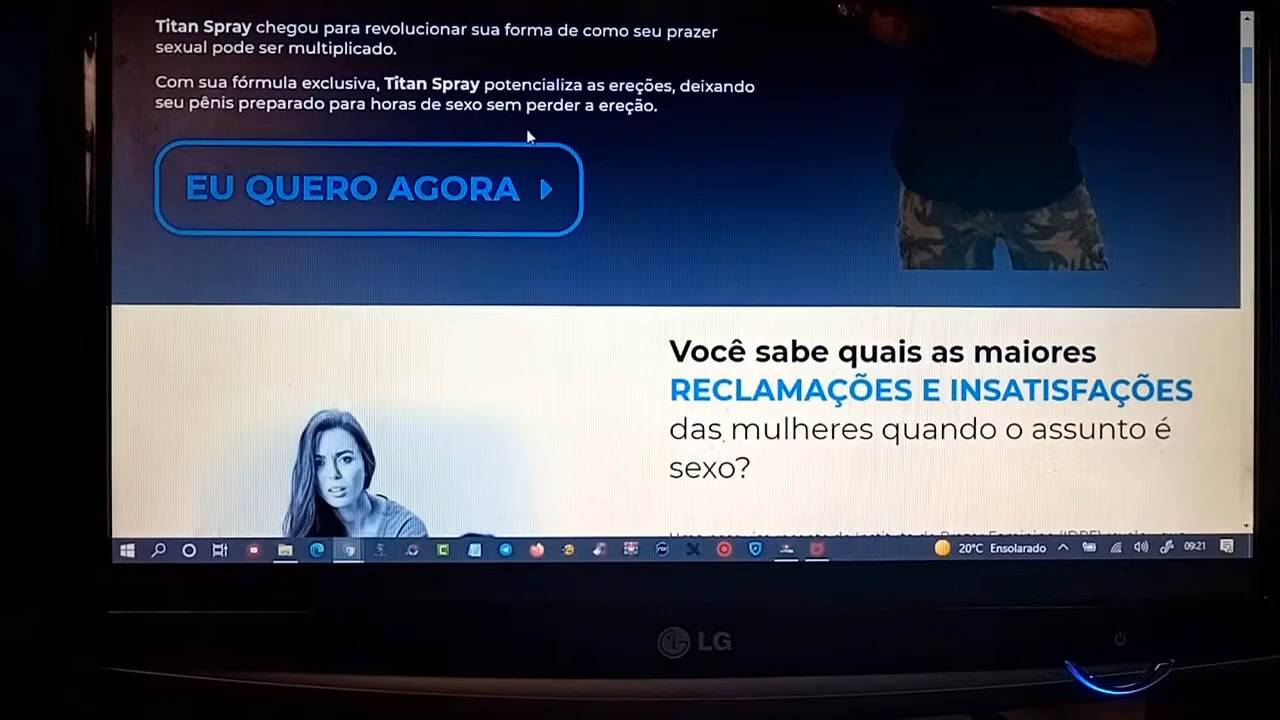 Titan Spray chegou para revolucionar sua forma de como seu prazer
sexual pode ser multiplicado.
Com sua fórmula exclusiva, Titan Spray potencializa as ereções, deixando
seu pênis preparado para horas de sexo sem perder a ereção.
EU QUERO AGORA
Você sabe quais as maiores
RECLAMAÇÕES E INSATISFAÇÕES
das mulheres quando o assunto é
sexo?
20°C Ensolarado
09:21
LG